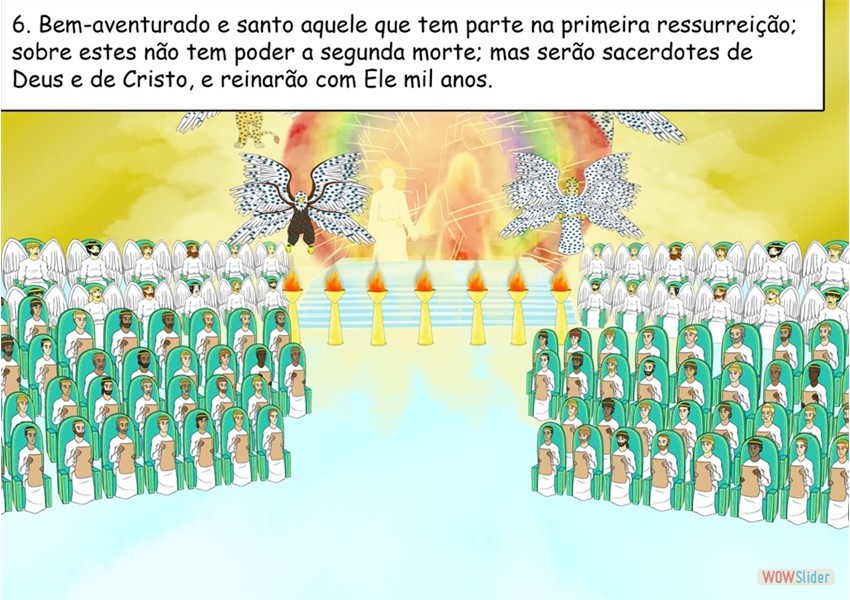 6. Bem-aventurado e santo aquele que tem parte na primeira ressurreição;
sobre estes não tem poder a segunda morte; mas serão sacerdotes de
Deus e de Cristo, e reinarão com Ele mil anos.
WOWSlider